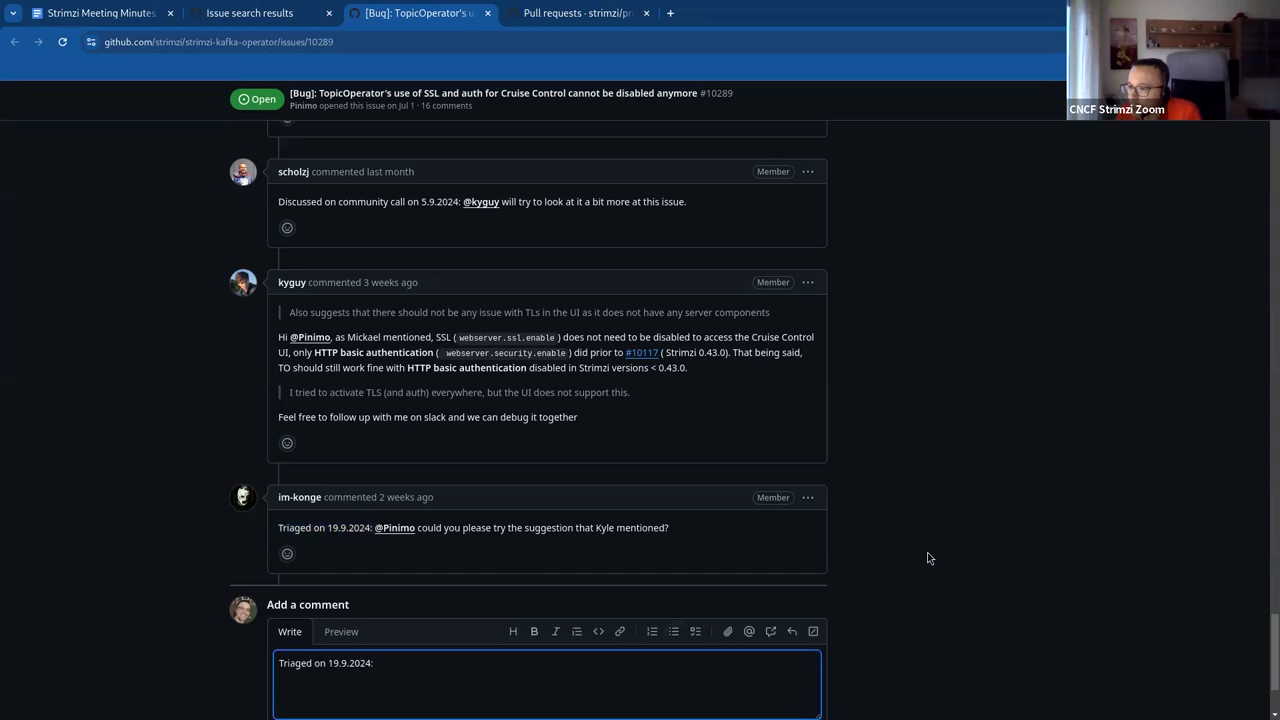 Strimzi Meeting Minutes
Issue search results
[Bug]: TopicOperator's u
Pull requests · strimzi/pr
github.com/strimzi/strimzi-kafka-operator/issues/10289
CNCF Strimzi Zoom
Open
[Bug]: TopicOperator's use of SSL and auth for Cruise Control cannot be disabled anymore #10289
Pinimo opened this issue on Jul 1 · 16 comments
scholzj commented last month
Member
Discussed on community call on 5.9.2024: @kyguy will try to look at it a bit more at this issue.
kyguy commented 3 weeks ago
Member
Also suggests that there should not be any issue with TLS in the UI as it does not have any server components
Hi @Pinimo, as Mickael mentioned, SSL ( webserver.ssl.enable ) does not need to be disabled to access the Cruise Control
UI, only HTTP basic authentication ( webserver.security.enable ) did prior to #10117 ( Strimzi 0.43.0). That being said,
TO should still work fine with HTTP basic authentication disabled in Strimzi versions < 0.43.0.
I tried to activate TLS (and auth) everywhere, but the UI does not support this.
Feel free to follow up with me on slack and we can debug it together
im-konge commented 2 weeks ago
Member
Triaged on 19.9.2024: @Pinimo could you please try the suggestion that Kyle mentioned?
Add a comment
Write
Preview
Triaged on 19.9.2024: